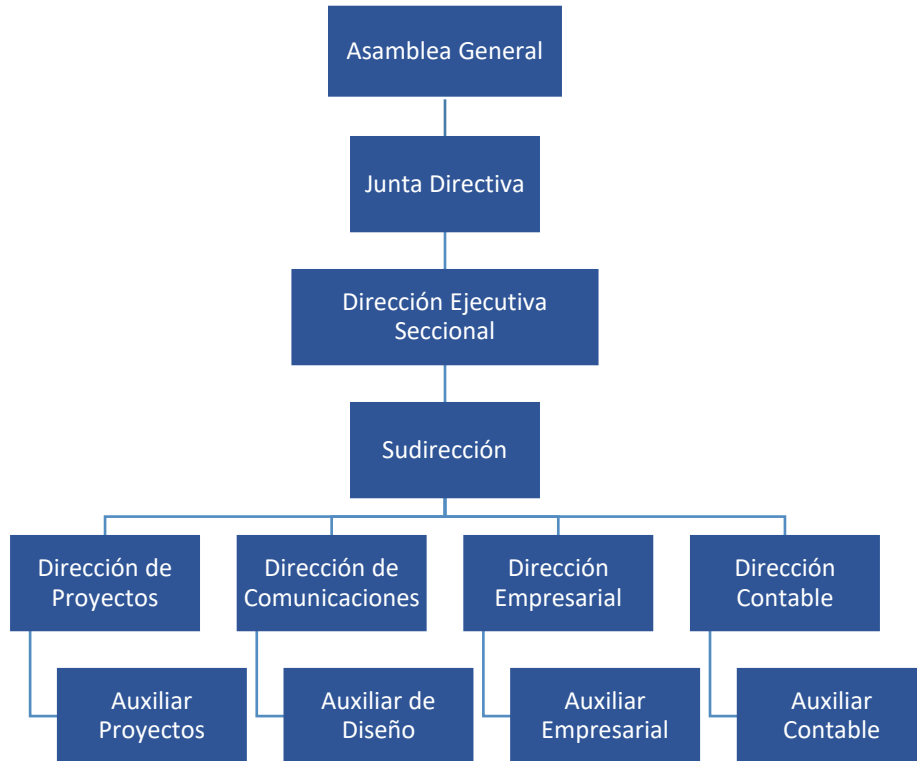 Asamblea General
Junta Directiva
Dirección Ejecutiva
Seccional
Sudirección
Dirección de
Proyectos
Dirección de
Comunicaciones
Dirección
Empresarial
Dirección
Contable
Auxiliar
Proyectos
Auxiliar de
Diseño
Auxiliar
Empresarial
Auxiliar
Contable